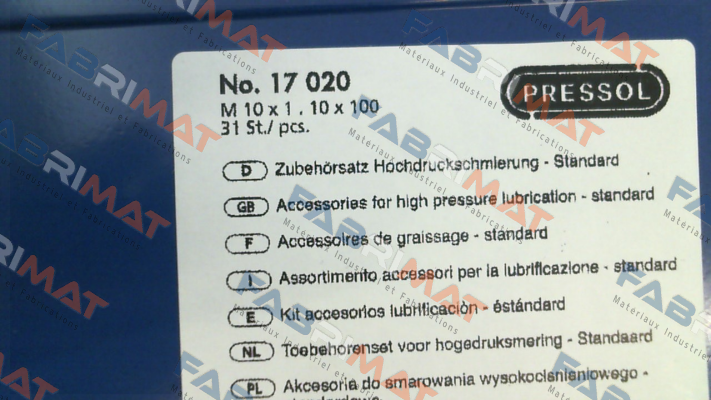 No. 17 020
M 10 x 1 . 10 x 100
31 St./ pcs.
PRESSOL
D Zubehörsatz Hochdruckschmierung - Standard
GB Accessories for high pressure lubrication - standard
F Accessoires de graissage - standard
I Assortimento accessori per la lubrificazione - standard
E Kit accesorios lubrificación - éstándard
NL Toebehorenset voor hogedruksmering - Standaard
PL Akcesoria do smarowania wysokociśnieniowego -
FABRIMAT
Materiaux Industriel et Fabrications